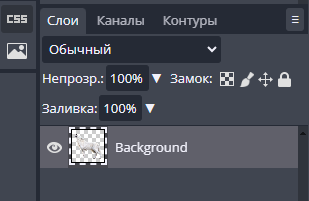 CSS
Слои Каналы Контуры
Обычный
Непрозр.: 100% Замок:
Заливка: 100%
Background